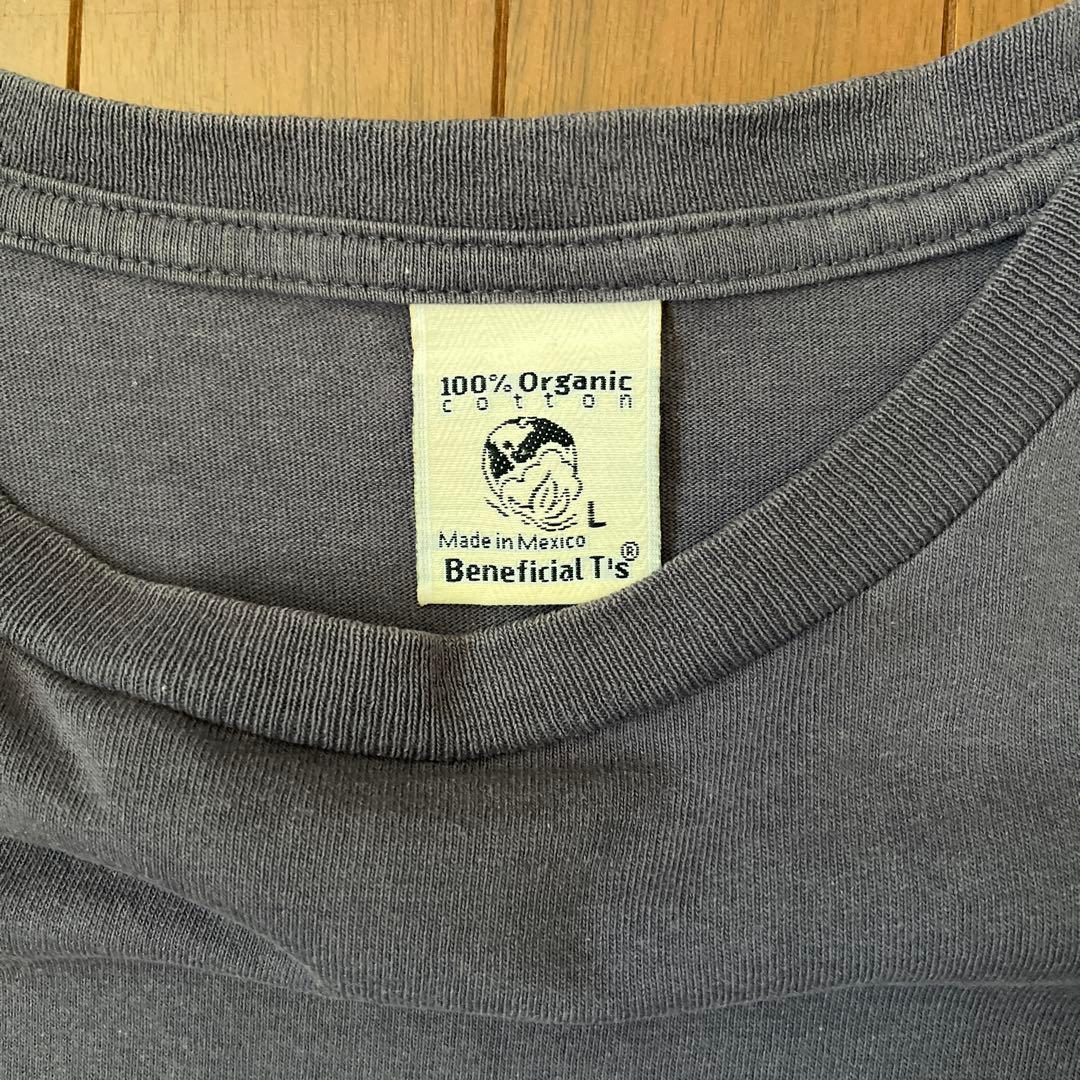 100% Organic
cotton
L
Made in Mexico
Beneficial T's®